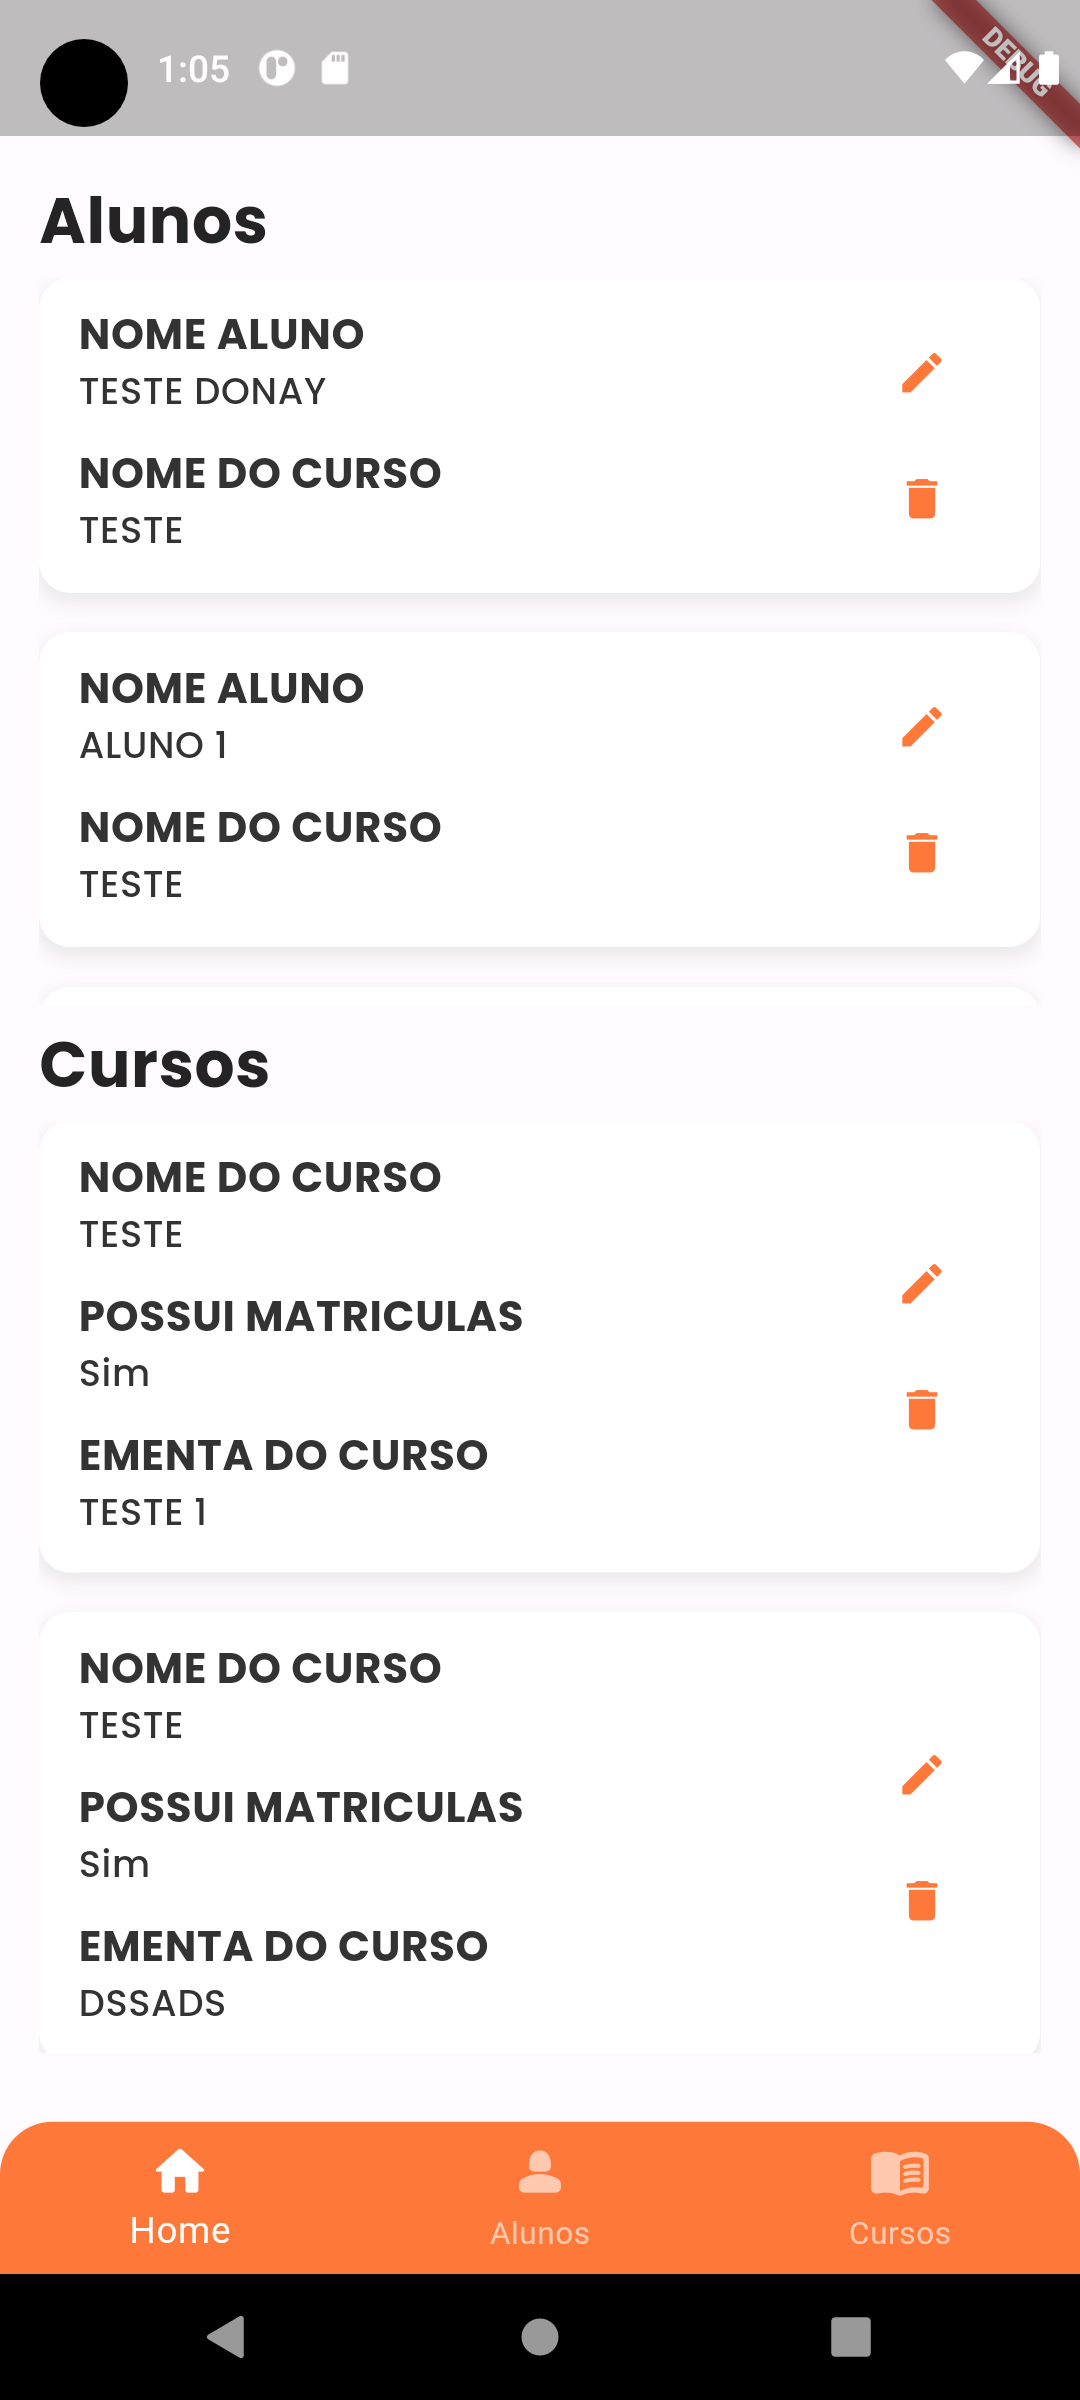 1:05
DEBUG
Alunos
NOME ALUNO
TESTE DONAY
NOME DO CURSO
TESTE
NOME ALUNO
ALUNO 1
NOME DO CURSO
TESTE
Cursos
NOME DO CURSO
TESTE
POSSUI MATRICULAS
Sim
EMENTA DO CURSO
TESTE 1
NOME DO CURSO
TESTE
POSSUI MATRICULAS
Sim
EMENTA DO CURSO
DSSADS
Home
Alunos
Cursos